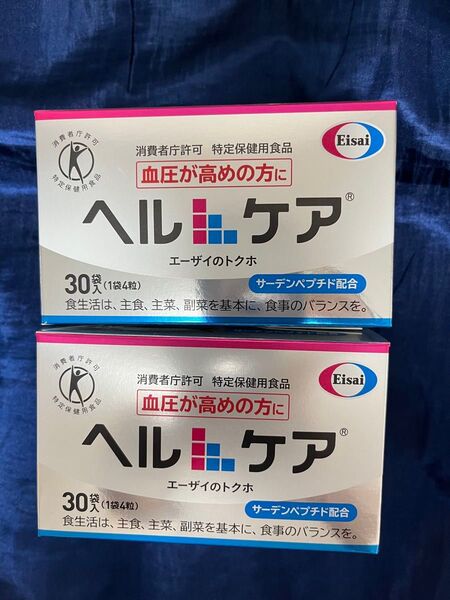 消費者庁許可
特定保健用食品
消費者庁許可 特定保健用食品
Eisai
血圧が高めの方に
ヘルケア®
エーザイのトクホ
30袋入(1袋4粒)
サーデンペプチド配合
食生活は、主食、主菜、副菜を基本に、食事のバランスを。
消費者庁許可
特定保健用食品
消費者庁許可 特定保健用食品
Eisai
血圧が高めの方に
ヘルケア®
エーザイのトクホ
30袋入(1袋4粒)
サーデンペプチド配合
食生活は、主食、主菜、副菜を基本に、食事のバランスを。